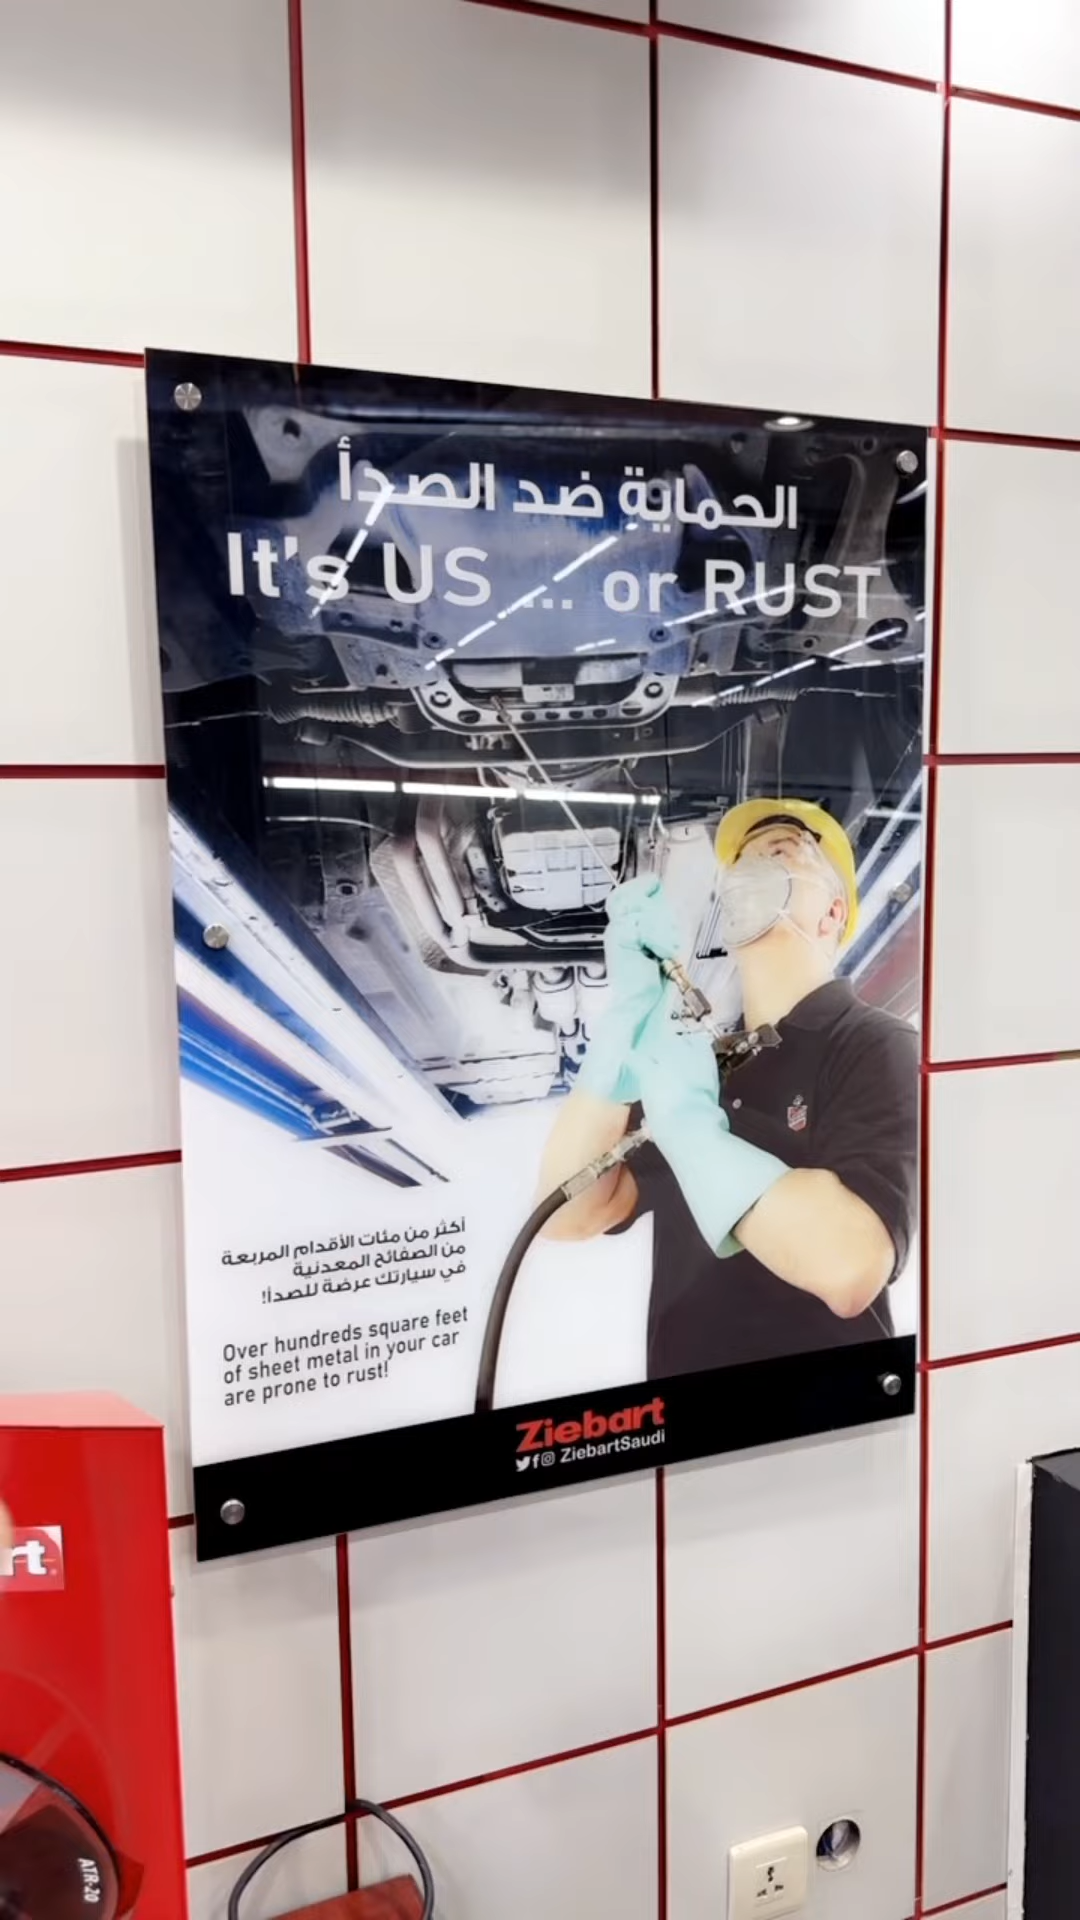 الحماية ضد الصدأ
It's US ... or RUST
أكثر من مئات الأقدام المربعة
من الصفائح المعدنية
في سيارتك عرضة للصدأ!
Over hundreds square feet
of sheet metal in your car
are prone to rust!
Ziebart
ZiebartSaudi
rt
ATR-20